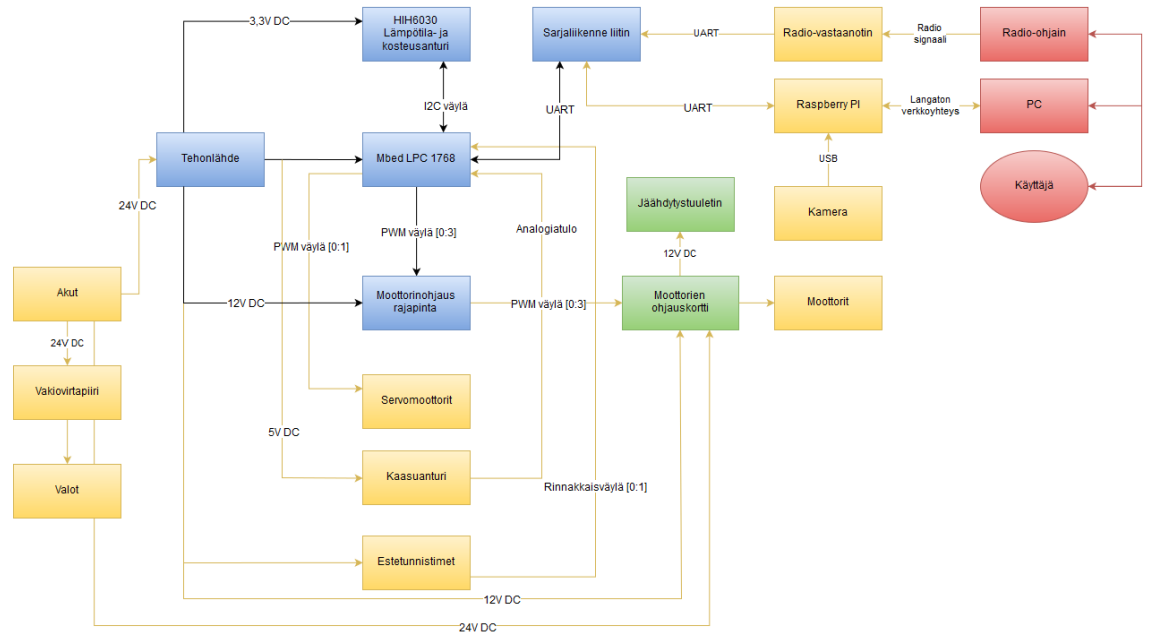 3,3V DC
HIH6030
Lämpötila- ja
kosteusanturi
Sarjaliikenne liitin
UART
Radio-vastaanotin
Radio
signaali
Radio-ohjain
I2C väylä
UART
UART
Raspberry PI
Langaton
verkkoyhteys
PC
Tehonlähde
Mbed LPC 1768
USB
Käyttäjä
24V DC
Jäähdytystuuletin
Kamera
PWM väylä [0:1]
PWM väylä [0:3]
Analogiatulo
12V DC
Akut
12V DC
Moottorinohjaus
rajapinta
PWM väylä [0:3]
Moottorien
ohjauskortti
Moottorit
24V DC
Vakiovirtapiiri
Servomoottorit
5V DC
Valot
Kaasuanturi
Rinnakkaisväylä [0:1]
Estetunnistimet
12V DC
24V DC